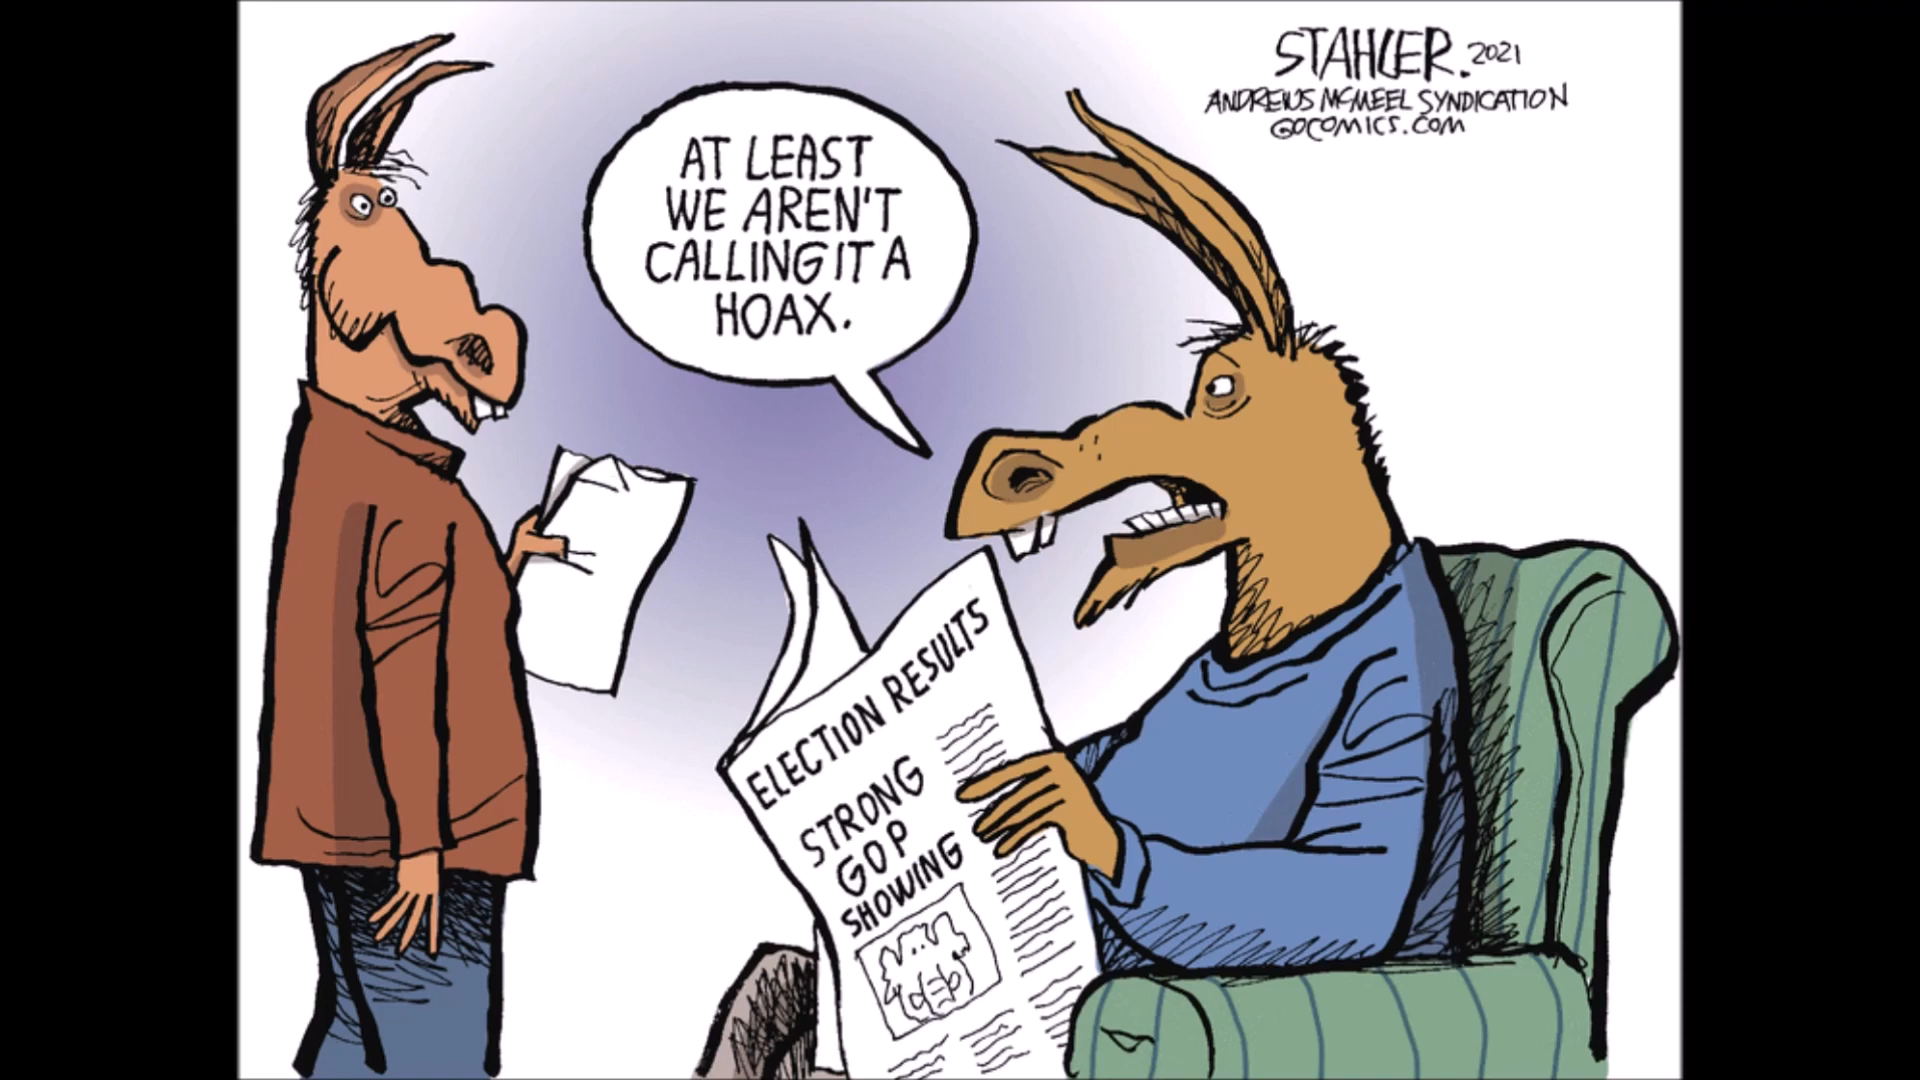 STAHLER. 2021
ANDREWS MCMEEL SYNDICATION
GOCOMICS.COM
AT LEAST
WE AREN'T
CALLING IT A
HOAX.
ELECTION RESULTS
STRONG
GOP
SHOWING